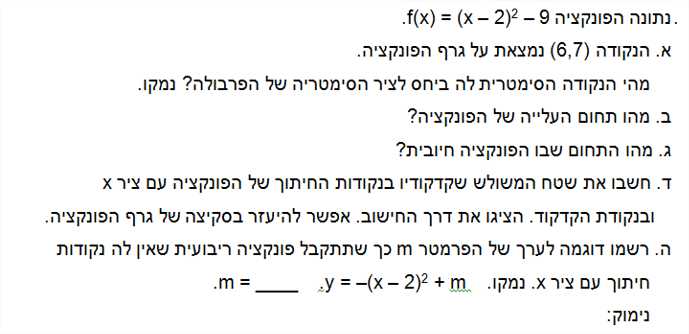 נתונה הפונקציה f(x) = (x – 2)² – 9.
א. הנקודה (6,7) נמצאת על גרף הפונקציה.
מהי הנקודה הסימטרית לה ביחס לציר הסימטריה של הפרבולה? נמקו.
ב. מהו תחום העלייה של הפונקציה?
ג. מהו התחום שבו הפונקציה חיובית?
ד. חשבו את שטח המשולש שקדקודיו בנקודות החיתוך של הפונקציה עם ציר x
ובנקודת הקדקוד. הציגו את דרך החישוב. אפשר להיעזר בסקיצה של גרף הפונקציה.
ה. רשמו דוגמה לערך של הפרמטר m כך שתתקבל פונקציה ריבועית שאין לה נקודות
חיתוך עם ציר x. נמקו. y = –(x – 2)² + m. m = ____.
נימוק: